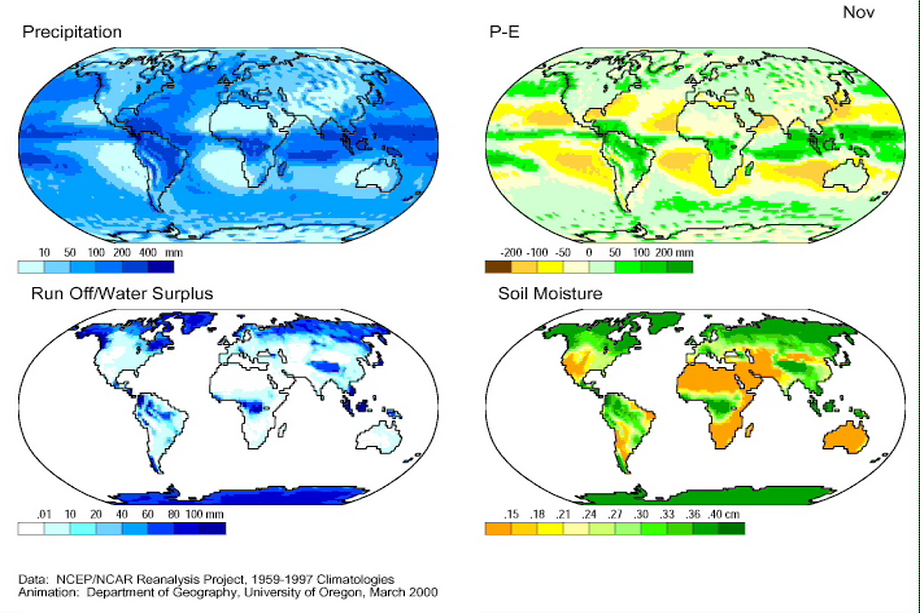 Nov
Precipitation
P-E
10 50 100 200 400 mm
-200 -100 -50 0 50 100 200 mm
Run Off/Water Surplus
Soil Moisture
.01 10 20 40 60 80 100 mm
.15 .18 .21 .24 .27 .30 .33 .36 .40 cm
Data: NCEP/NCAR Reanalysis Project, 1959-1997 Climatologies
Animation: Department of Geography, University of Oregon, March 2000